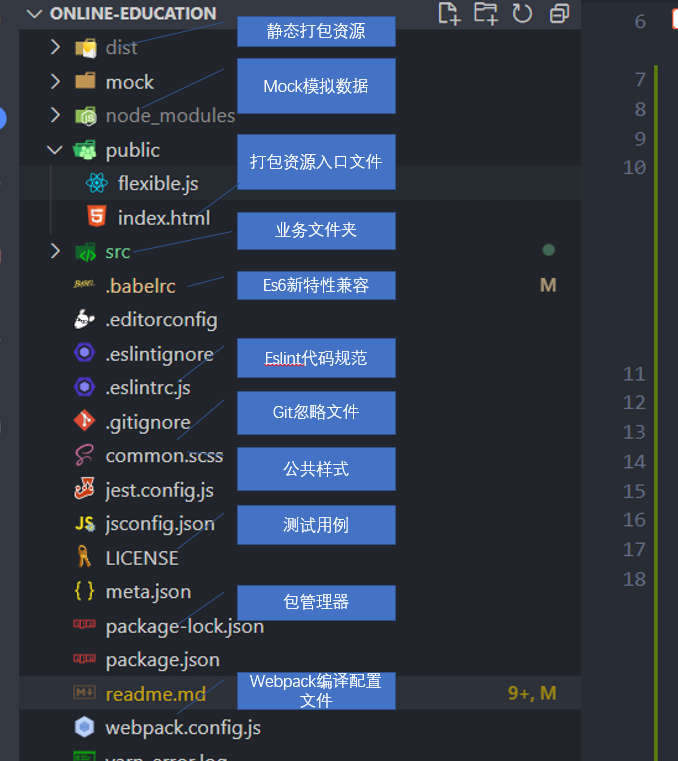 ONLINE-EDUCATION
静态打包资源
6
dist
mock
Mock模拟数据
7
node_modules
8
public
打包资源入口文件
9
10
flexible.js
index.html
业务文件夹
src
.babelrc
Es6新特性兼容
M
.editorconfig
.eslintignore
Eslint代码规范
11
.eslintrc.js
Git忽略文件
12
.gitignore
13
common.scss
公共样式
14
jest.config.js
15
jsconfig.json
测试用例
16
LICENSE
17
meta.json
包管理器
18
package-lock.json
package.json
Webpack编译配置
文件
readme.md
9+, M
webpack.config.js
yarn-error.log